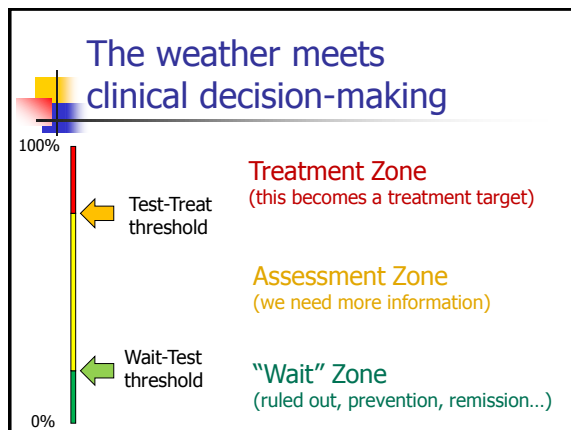 The weather meets
clinical decision-making
100%
Treatment Zone
(this becomes a treatment target)
Test-Treat
threshold
Assessment Zone
(we need more information)
Wait-Test
threshold
“Wait” Zone
(ruled out, prevention, remission…)
0%